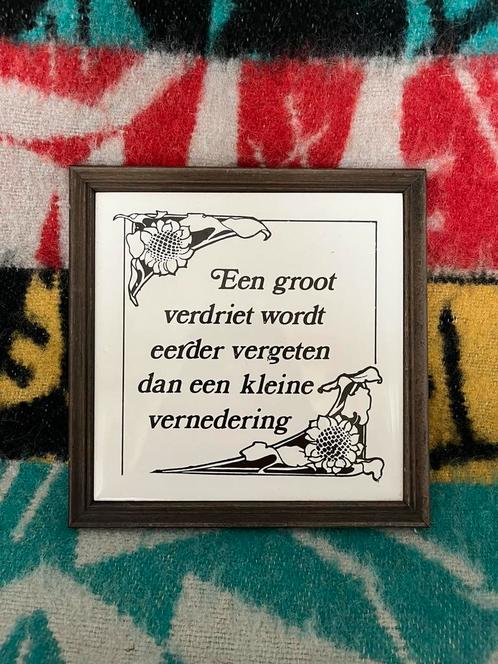 Een groot
verdriet wordt
eerder vergeten
dan een kleine
vernedering